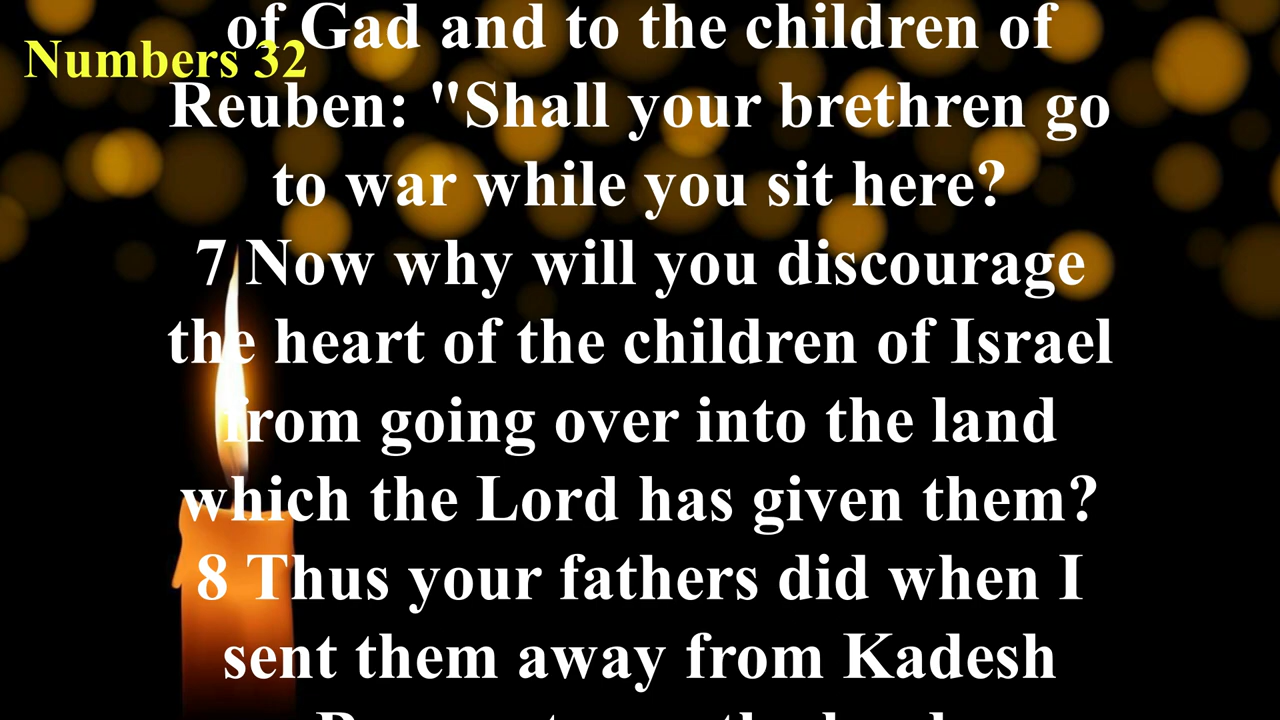 Numbers 32
of Gad and to the children of
Reuben: "Shall your brethren go
to war while you sit here?
7 Now why will you discourage
the heart of the children of Israel
from going over into the land
which the Lord has given them?
8 Thus your fathers did when I
sent them away from Kadesh